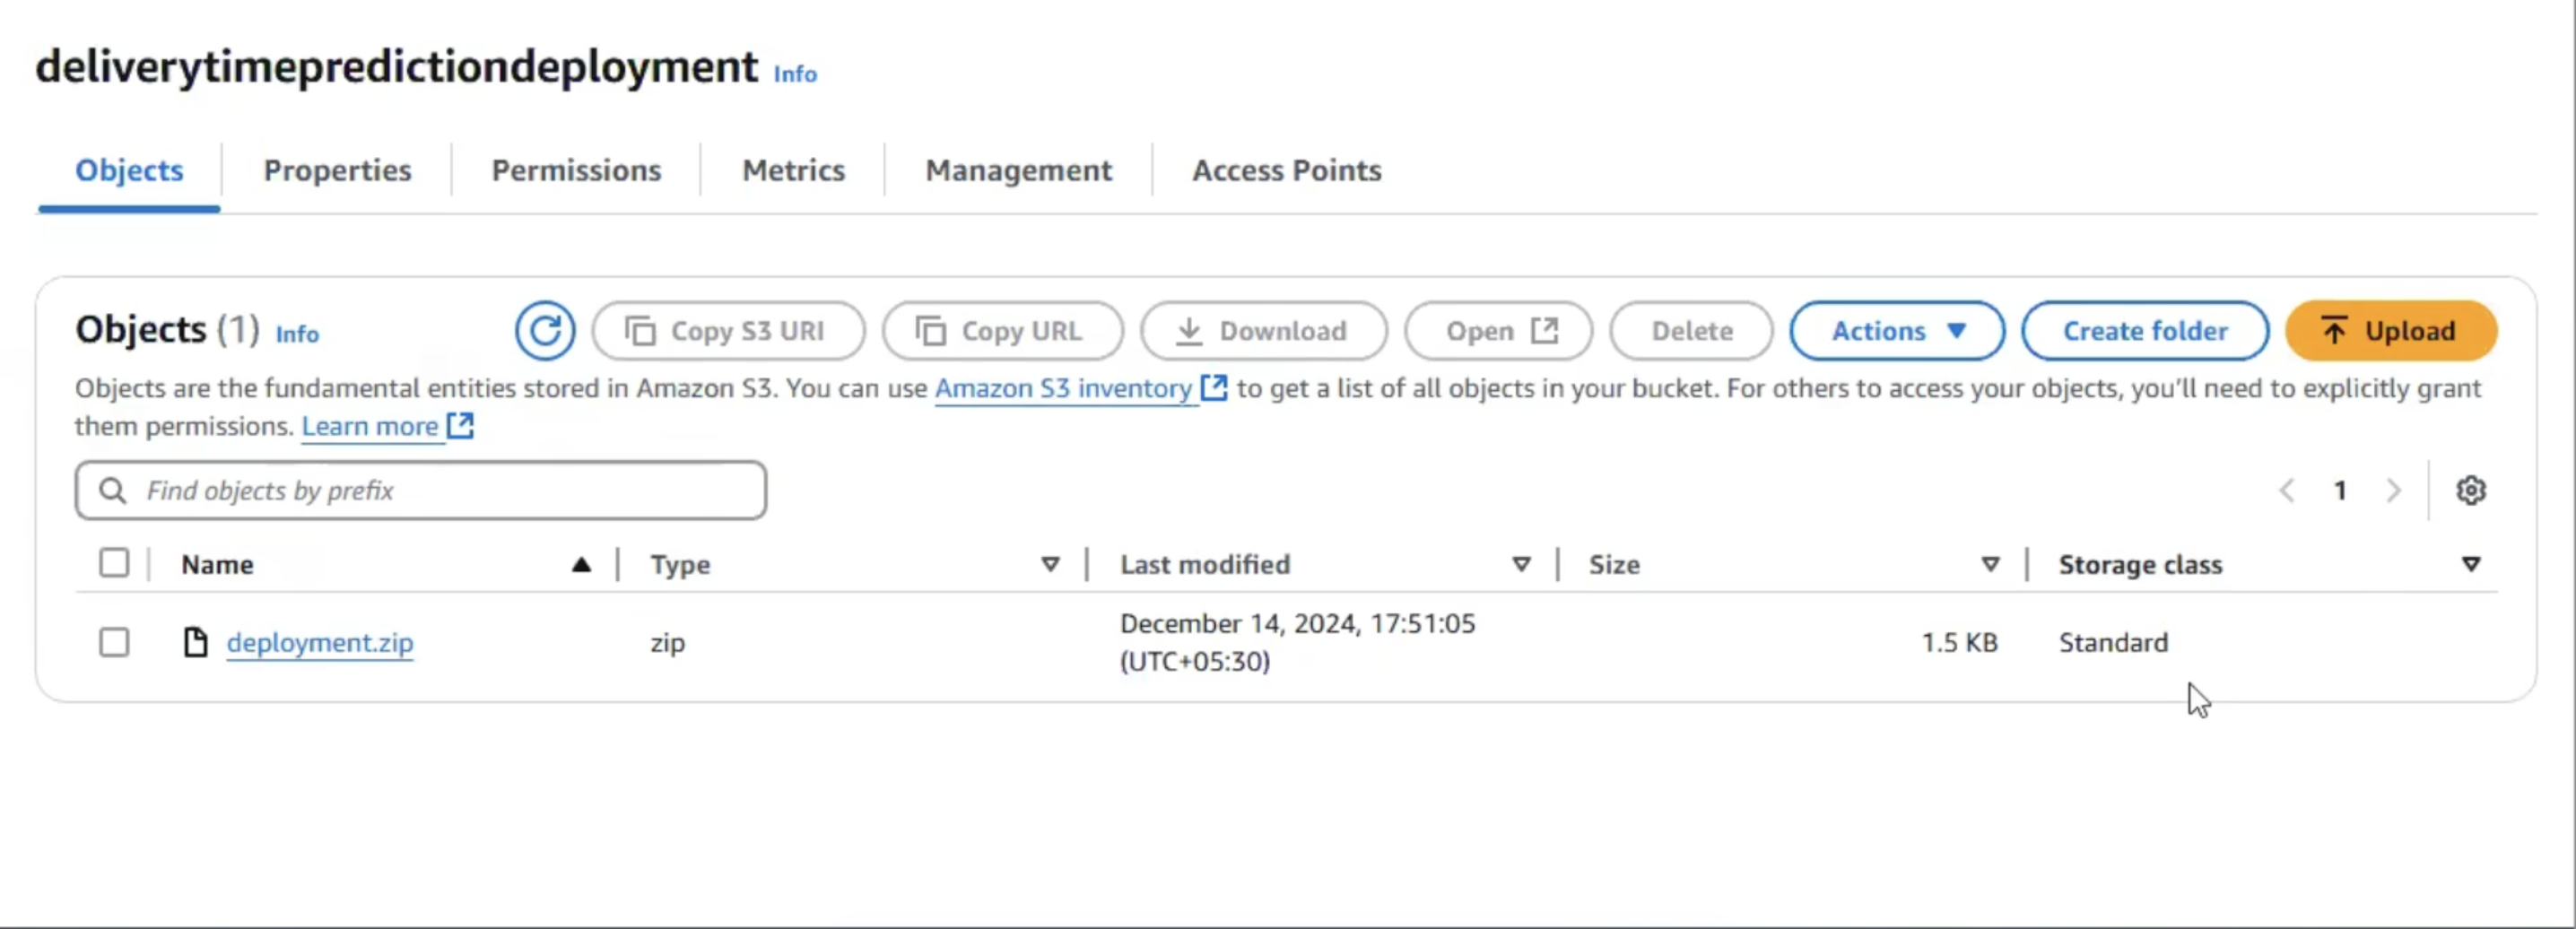 deliverytimepredictiondeployment Info
Objects Properties Permissions Metrics Management Access Points
Objects (1) Info Copy S3 URI Copy URL Download Open Delete Actions Create folder Upload
Objects are the fundamental entities stored in Amazon S3. You can use Amazon S3 inventory to get a list of all objects in your bucket. For others to access your objects, you'll need to explicitly grant
them permissions. Learn more
Find objects by prefix 1
Name Type Last modified Size Storage class
deployment.zip zip December 14, 2024, 17:51:05 1.5 KB Standard
(UTC+05:30)